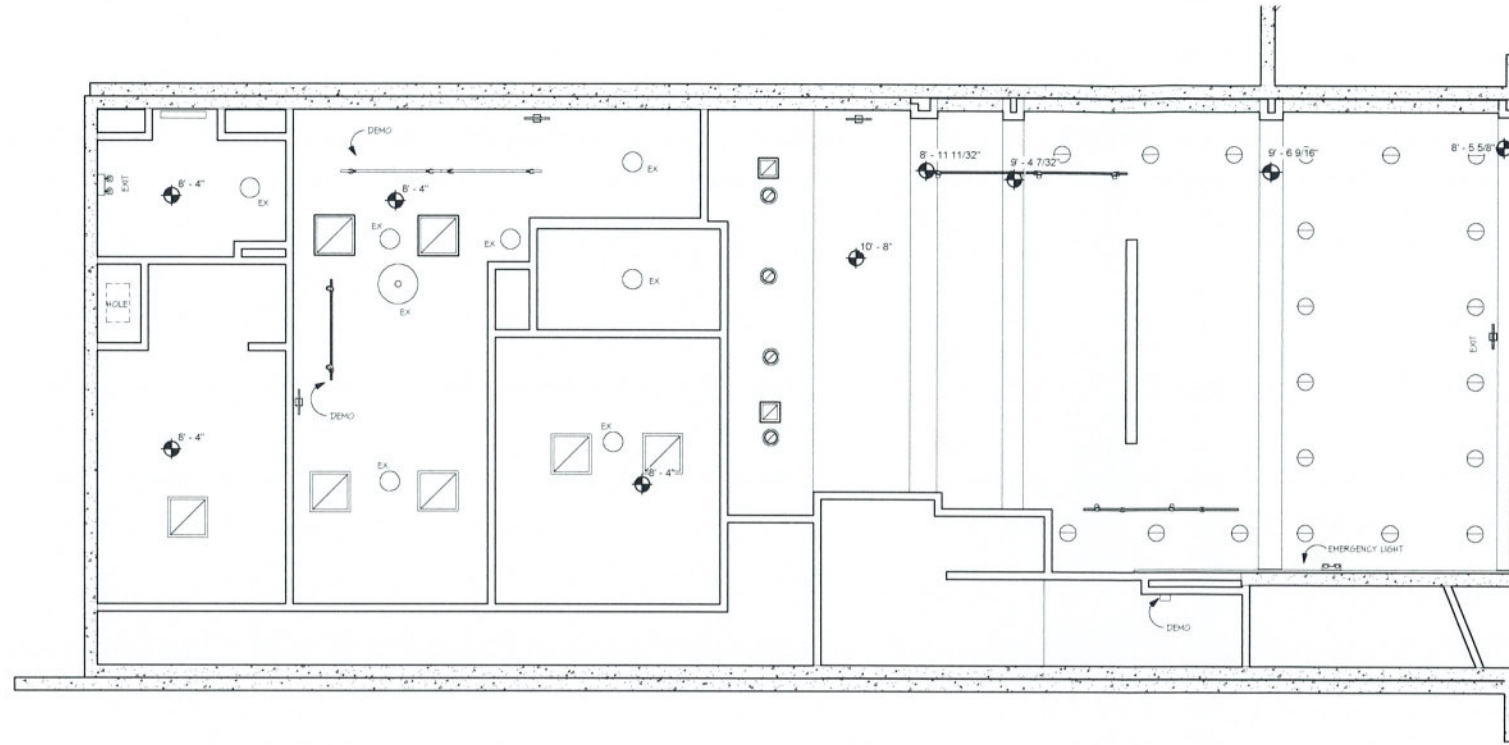 DEMO
8' - 11 11/32"
9' - 4 7/32"
9' - 6 9/16"
8' - 5 5/8"
EX
EXIT
8' - 4"
EX
8' - 4"
EX
EX
10' - 8"
EX
HOLE
EX
EXIT
DEMO
8' - 4"
EX
EX
8' - 4"
EMERGENCY LIGHT
DEMO